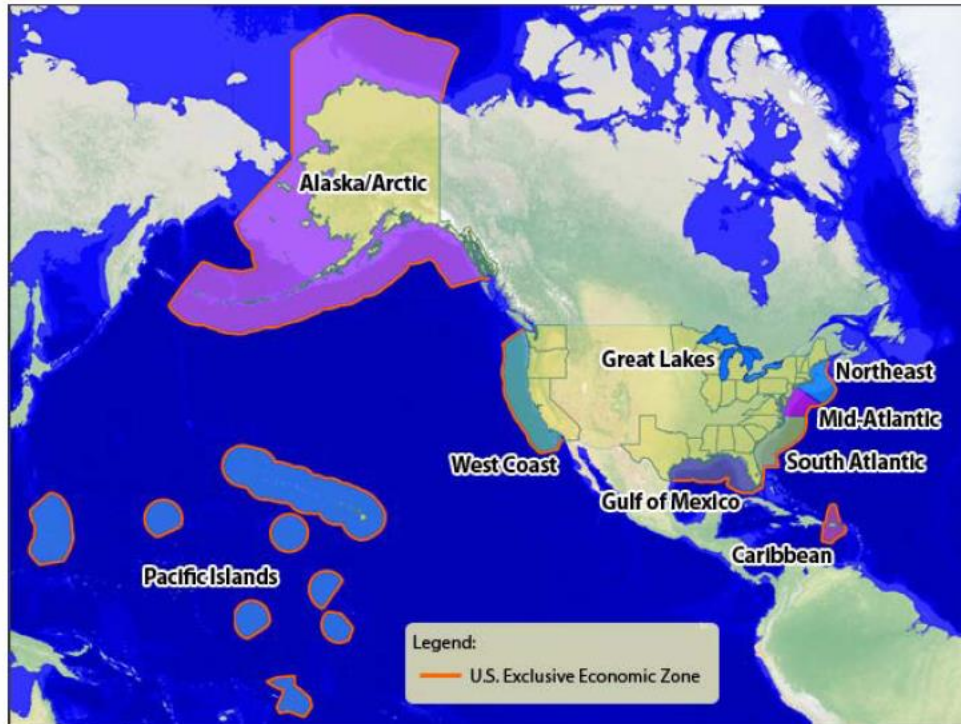 Alaska/Arctic
Great Lakes
Northeast
Mid-Atlantic
West Coast
South Atlantic
Gulf of Mexico
Caribbean
Pacific Islands
Legend:
U.S. Exclusive Economic Zone